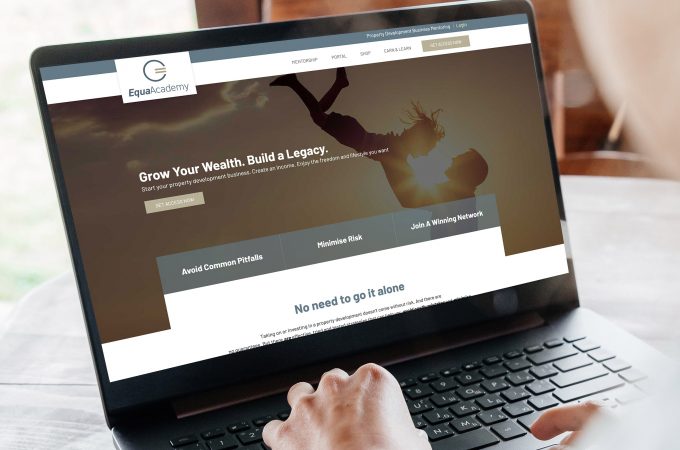 Property Development Business Mentoring | Login
EquaAcademy
MENTORSHIP PORTAL SHOP EARN & LEARN GET ACCESS NOW
Grow Your Wealth. Build a Legacy.
Start your property development business. Create an income. Enjoy the freedom and lifestyle you want
GET ACCESS NOW
Avoid Common Pitfalls Minimise Risk Join A Winning Network
No need to go it alone
Taking on or investing in a property development doesn't come without risk. And there are